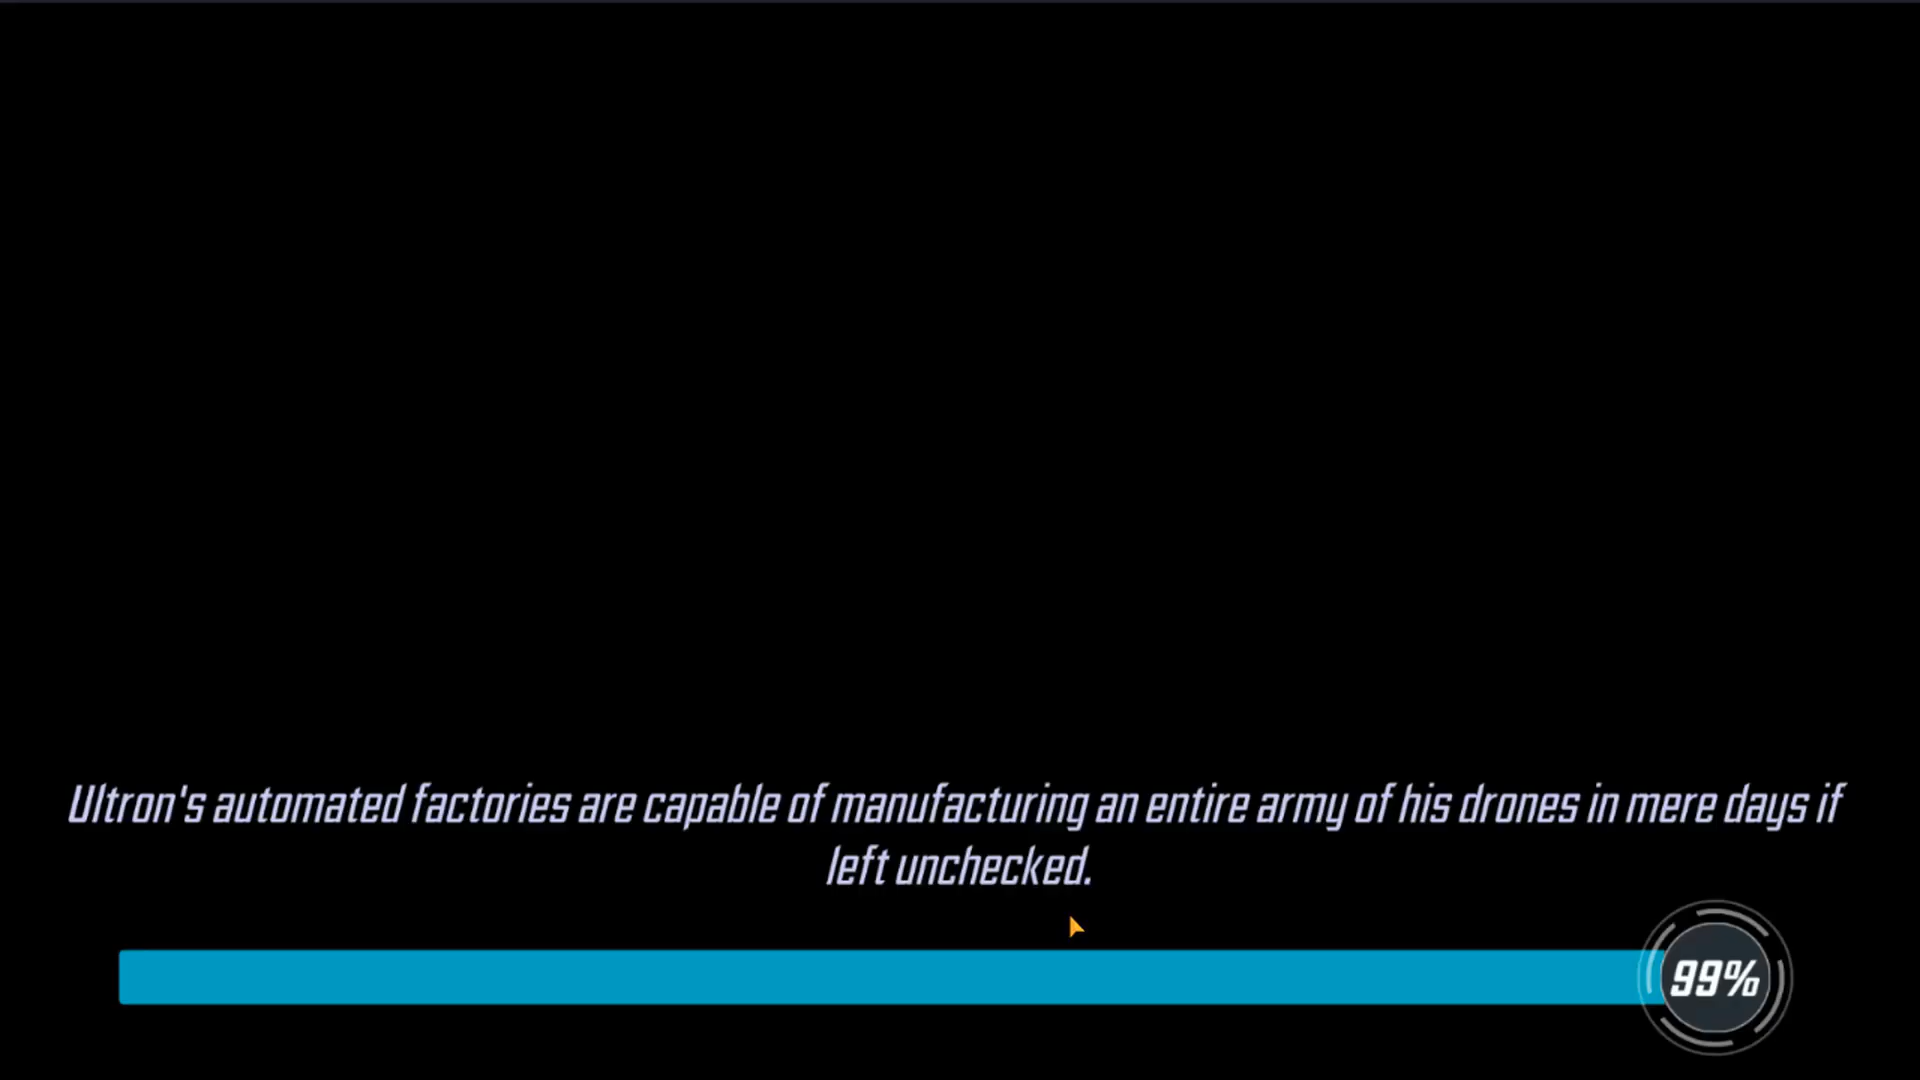 Ultron's automated factories are capable of manufacturing an entire army of his drones in mere days if
left unchecked.
99%